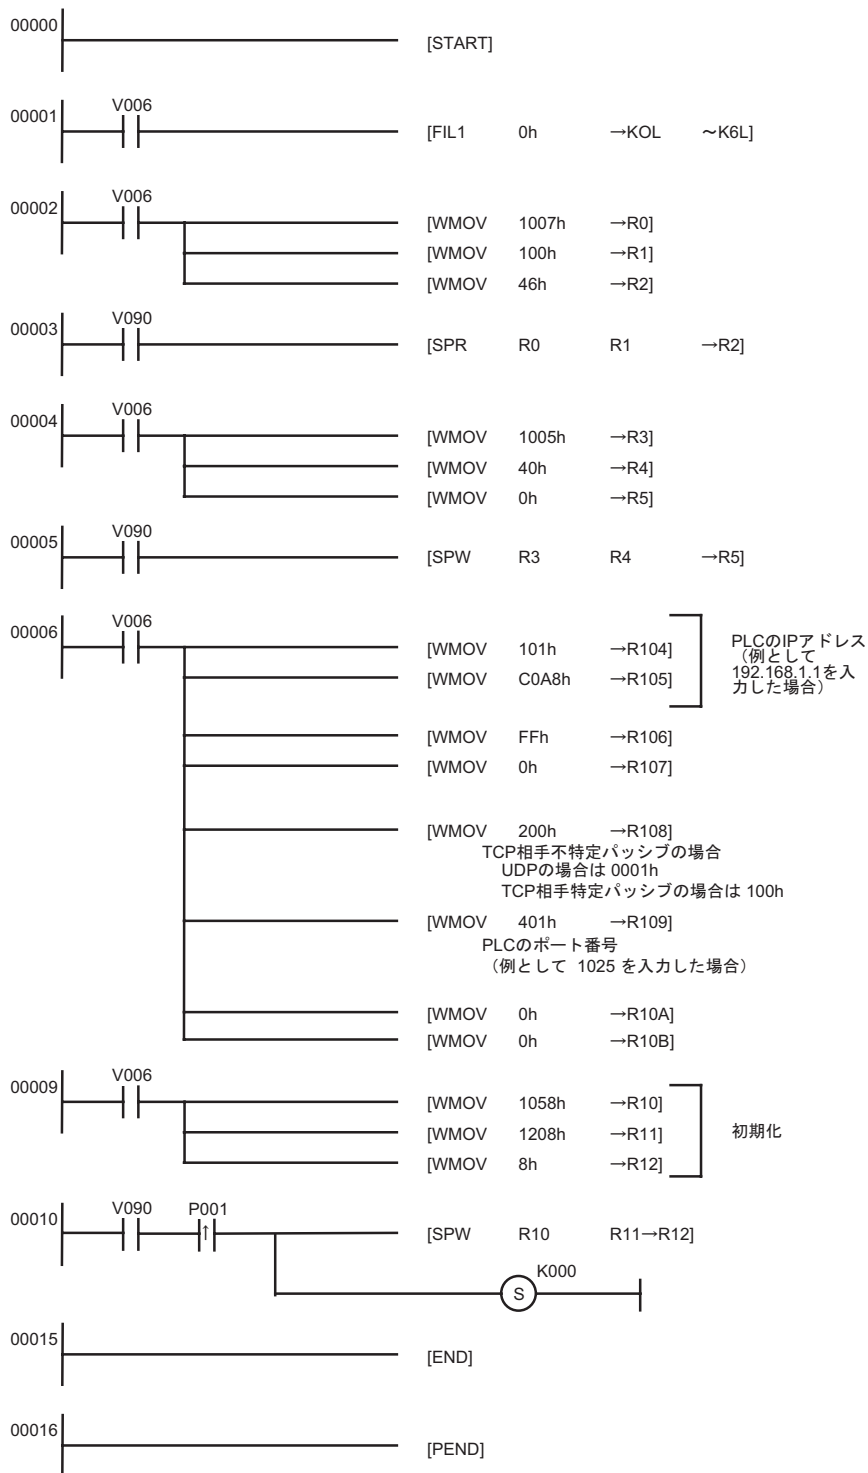 00000
[START]
00001
V006
[FIL1 0h →KOL ～K6L]
00002
V006
[WMOV 1007h →R0]
[WMOV 100h →R1]
[WMOV 46h →R2]
00003
V090
[SPR R0 R1 →R2]
00004
V006
[WMOV 1005h →R3]
[WMOV 40h →R4]
[WMOV 0h →R5]
00005
V090
[SPW R3 R4 →R5]
00006
V006
[WMOV 101h →R104]
[WMOV C0A8h →R105]
PLCのIPアドレス
（例として
192.168.1.1を入
力した場合）
[WMOV FFh →R106]
[WMOV 0h →R107]
[WMOV 200h →R108]
TCP相手不特定パッシブの場合
UDPの場合は 0001h
TCP相手特定パッシブの場合は 100h
[WMOV 401h →R109]
PLCのポート番号
（例として 1025 を入力した場合）
[WMOV 0h →R10A]
[WMOV 0h →R10B]
00009
V006
[WMOV 1058h →R10]
[WMOV 1208h →R11]
[WMOV 8h →R12]
初期化
00010
V090 P001
↑
[SPW R10 R11→R12]
K000
S
00015
[END]
00016
[PEND]